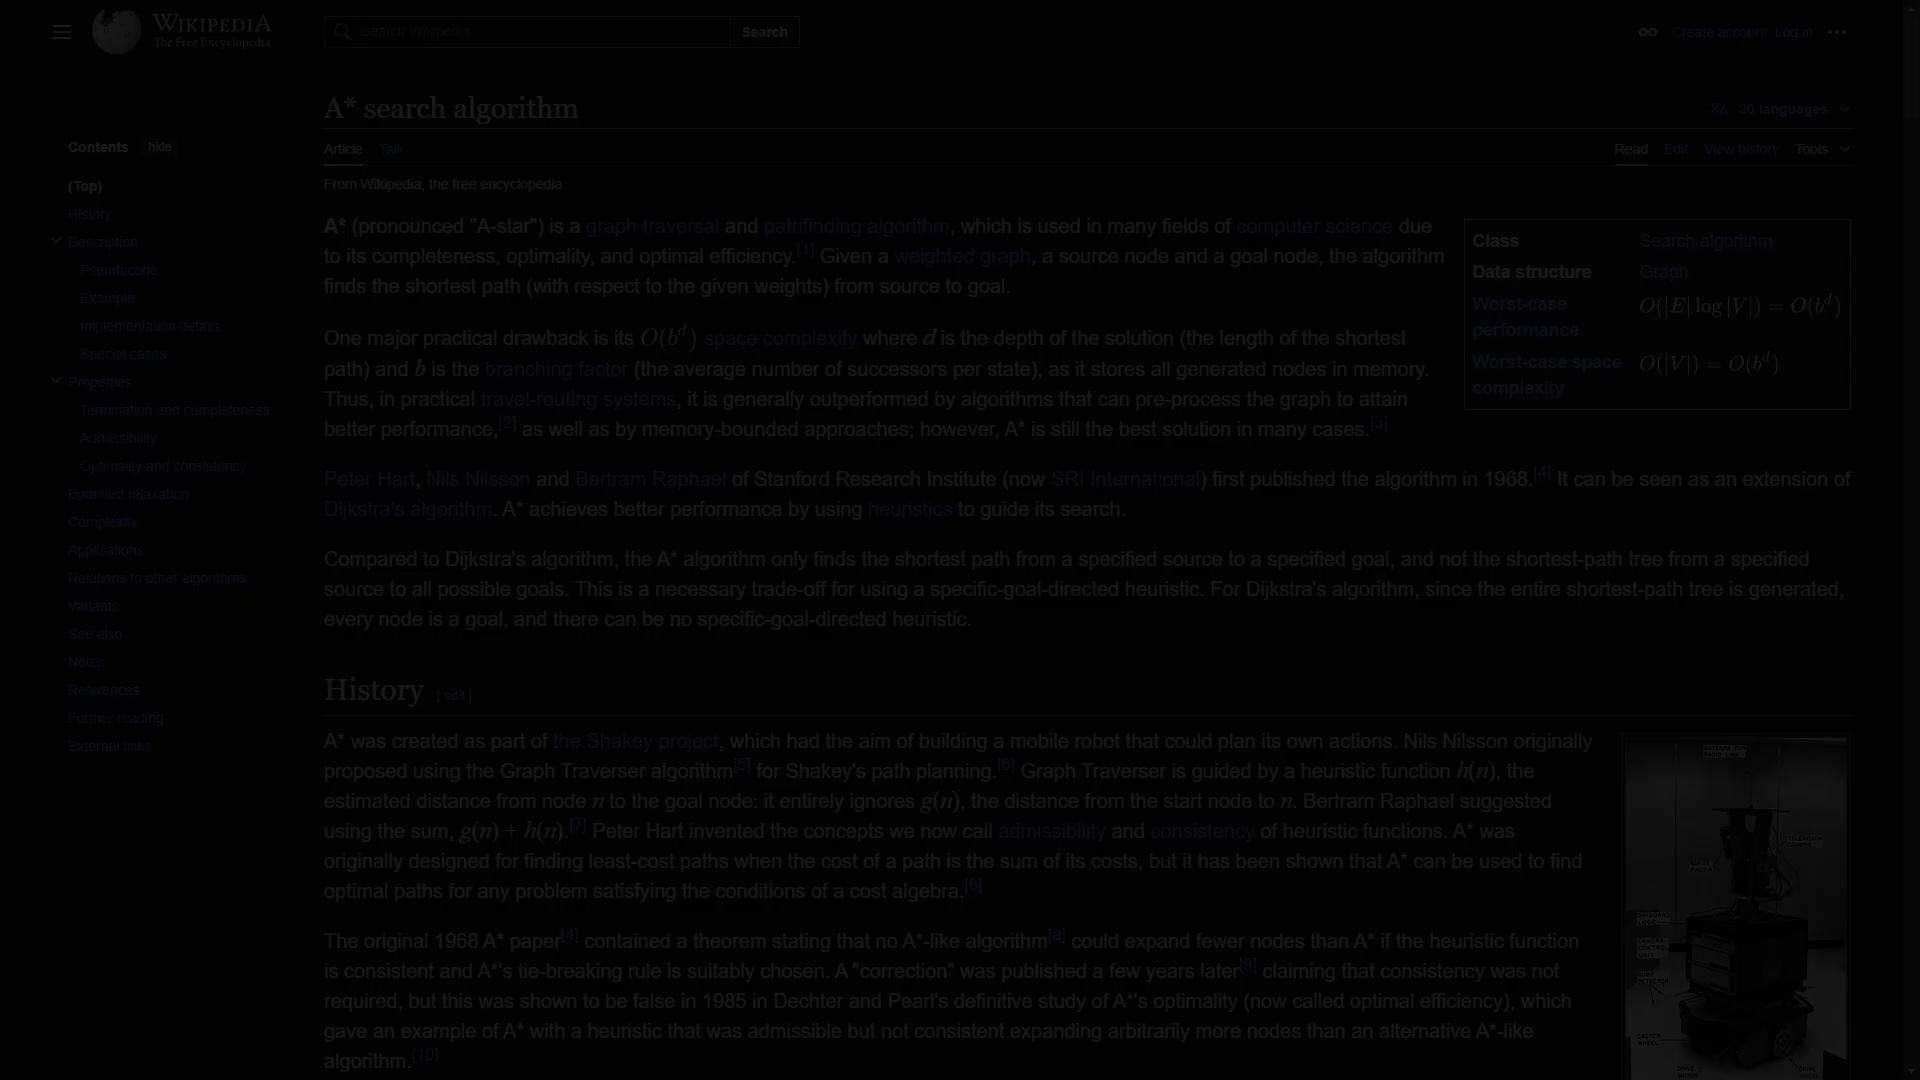 WIKIPEDIA
The Free Encyclopedia
Search Wikipedia
Search
Create account
Log in
A* search algorithm
30 languages
Contents
hide
(Top)
History
Description
Pseudocode
Example
Implementation details
Special cases
Properties
Termination and completeness
Admissibility
Optimality and consistency
Bounded relaxation
Complexity
Applications
Relations to other algorithms
Variants
See also
Notes
References
Further reading
External links
Article
Talk
Read
Edit
View history
Tools
From Wikipedia, the free encyclopedia
A* (pronounced "A-star") is a graph traversal and pathfinding algorithm, which is used in many fields of computer science due
to its completeness, optimality, and optimal efficiency.[1] Given a weighted graph, a source node and a goal node, the algorithm
finds the shortest path (with respect to the given weights) from source to goal.
Class Search algorithm
Data structure Graph
Worst-case performance O(|E| log |V|) = O(b^d)
Worst-case space complexity O(|V|) = O(b^d)
One major practical drawback is its O(b^d) space complexity where d is the depth of the solution (the length of the shortest
path) and b is the branching factor (the average number of successors per state), as it stores all generated nodes in memory.
Thus, in practical travel-routing systems, it is generally outperformed by algorithms that can pre-process the graph to attain
better performance,[2] as well as by memory-bounded approaches; however, A* is still the best solution in many cases.[3]
Peter Hart, Nils Nilsson and Bertram Raphael of Stanford Research Institute (now SRI International) first published the algorithm in 1968.[4] It can be seen as an extension of
Dijkstra's algorithm. A* achieves better performance by using heuristics to guide its search.
Compared to Dijkstra's algorithm, the A* algorithm only finds the shortest path from a specified source to a specified goal, and not the shortest-path tree from a specified
source to all possible goals. This is a necessary trade-off for using a specific-goal-directed heuristic. For Dijkstra's algorithm, since the entire shortest-path tree is generated,
every node is a goal, and there can be no specific-goal-directed heuristic.
History [ edit ]
A* was created as part of the Shakey project, which had the aim of building a mobile robot that could plan its own actions. Nils Nilsson originally
proposed using the Graph Traverser algorithm[5] for Shakey's path planning.[6] Graph Traverser is guided by a heuristic function h(n), the
estimated distance from node n to the goal node: it entirely ignores g(n), the distance from the start node to n. Bertram Raphael suggested
using the sum, g(n) + h(n).[7] Peter Hart invented the concepts we now call admissibility and consistency of heuristic functions. A* was
originally designed for finding least-cost paths when the cost of a path is the sum of its costs, but it has been shown that A* can be used to find
optimal paths for any problem satisfying the conditions of a cost algebra.[8]
The original 1968 A* paper[4] contained a theorem stating that no A*-like algorithm[a] could expand fewer nodes than A* if the heuristic function
is consistent and A*'s tie-breaking rule is suitably chosen. A "correction" was published a few years later[9] claiming that consistency was not
required, but this was shown to be false in 1985 in Dechter and Pearl's definitive study of A*'s optimality (now called optimal efficiency), which
gave an example of A* with a heuristic that was admissible but not consistent expanding arbitrarily more nodes than an alternative A*-like
algorithm.[10]
ANTENNA FOR
RADIO LINK
TELEVISION
CAMERA
RANGE
FINDER
CAMERA
CONTROL
UNIT
BUMP
DETECTOR
CASTER
WHEEL
DRIVE
MOTOR
DRIVE
WHEEL